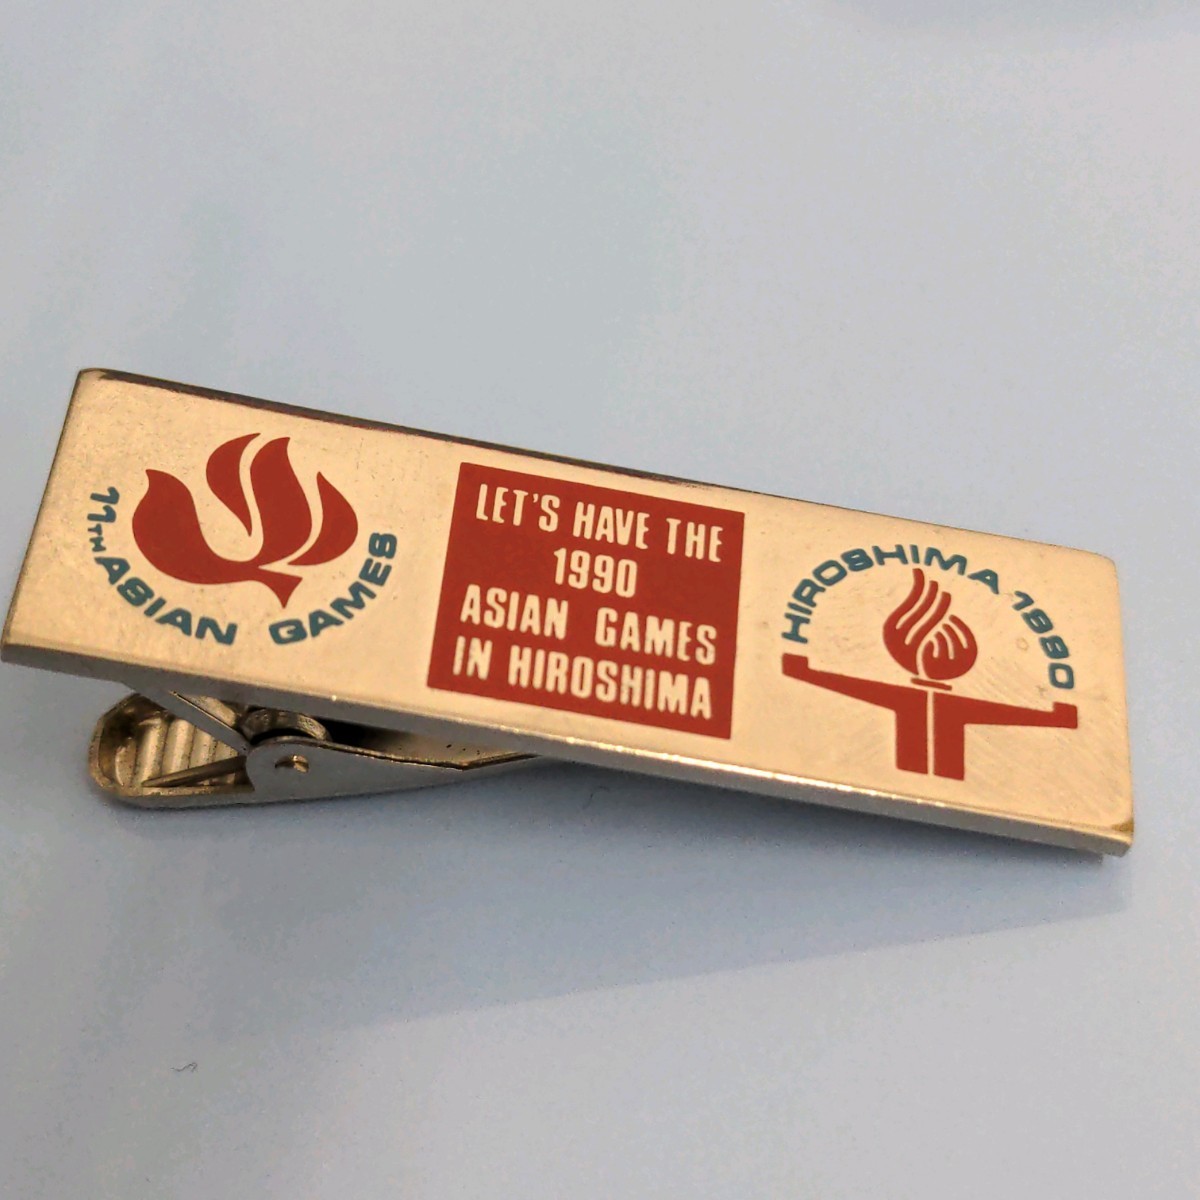 11TH ASIAN GAMES
LET'S HAVE THE
1990
ASIAN GAMES
IN HIROSHIMA
HIROSHIMA 1990